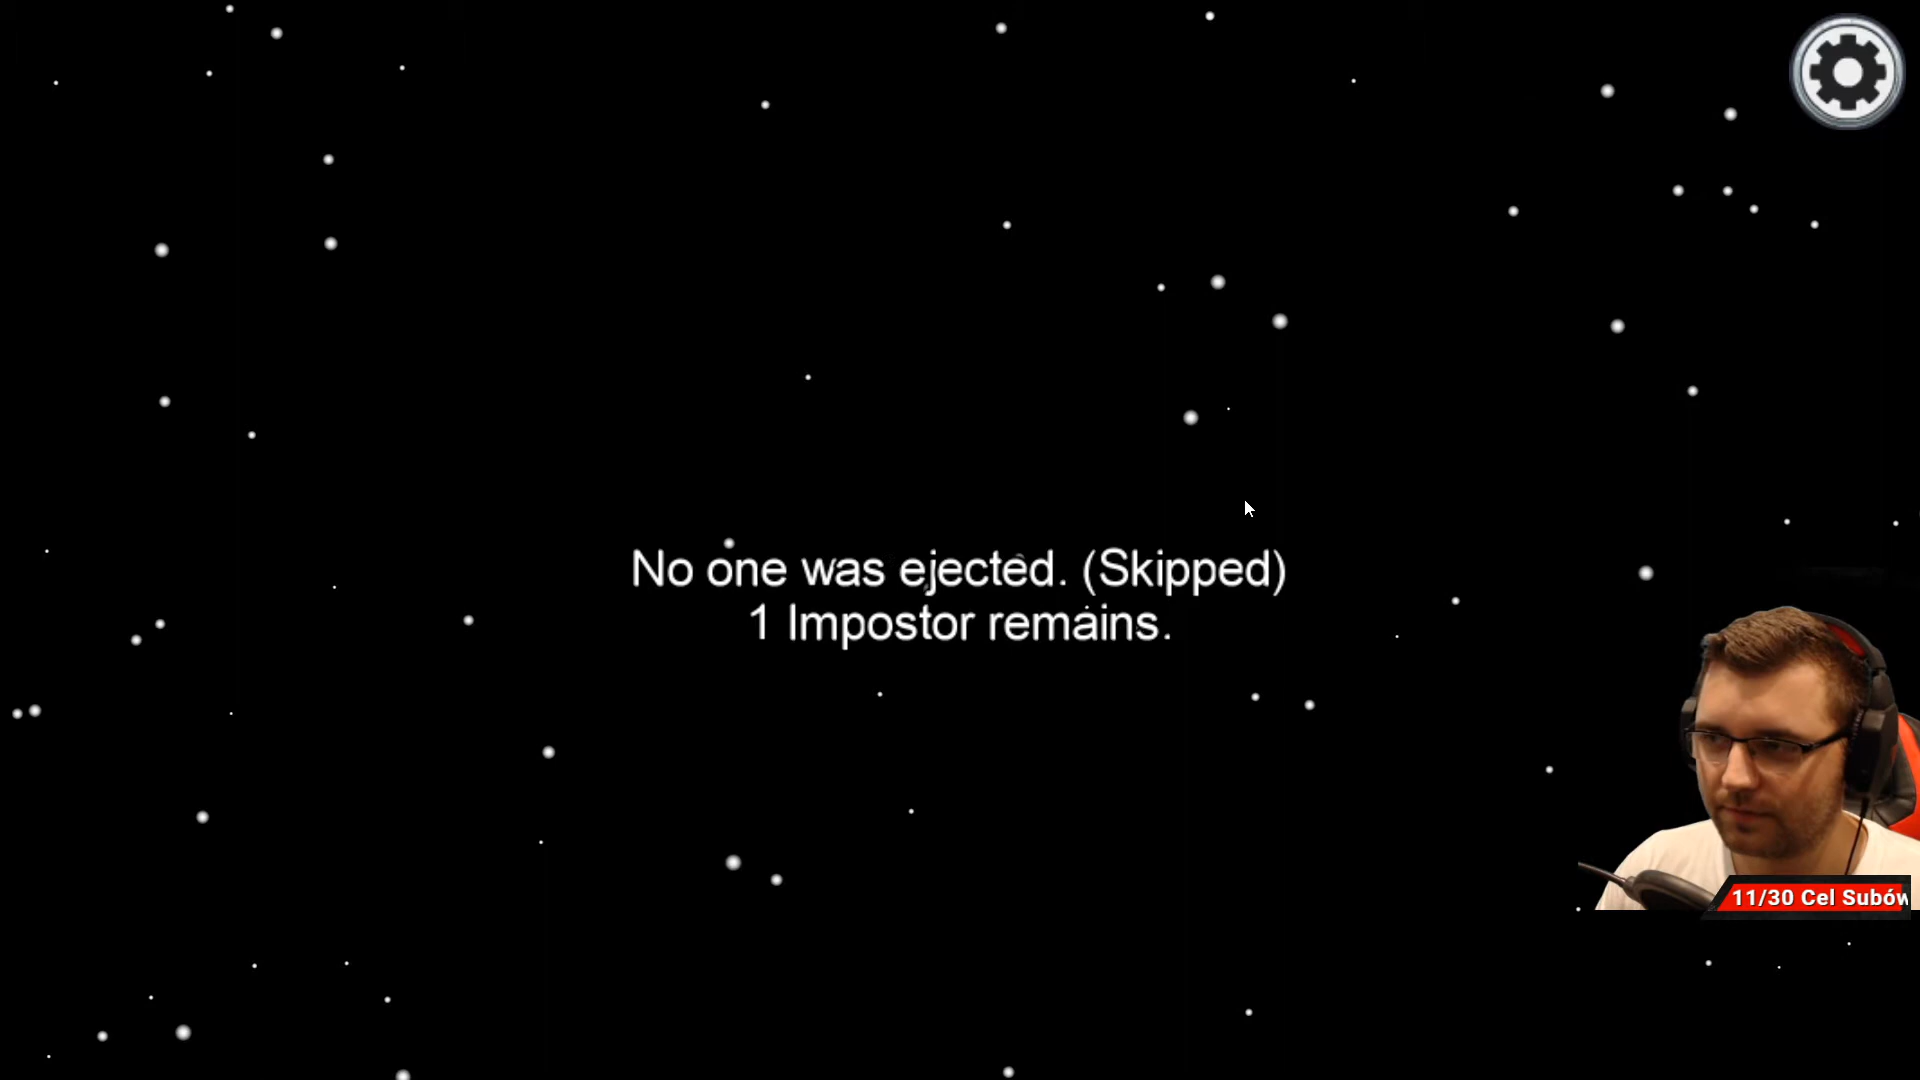 No one was ejected. (Skipped)
1 Impostor remains.
11/30 Cel Subów